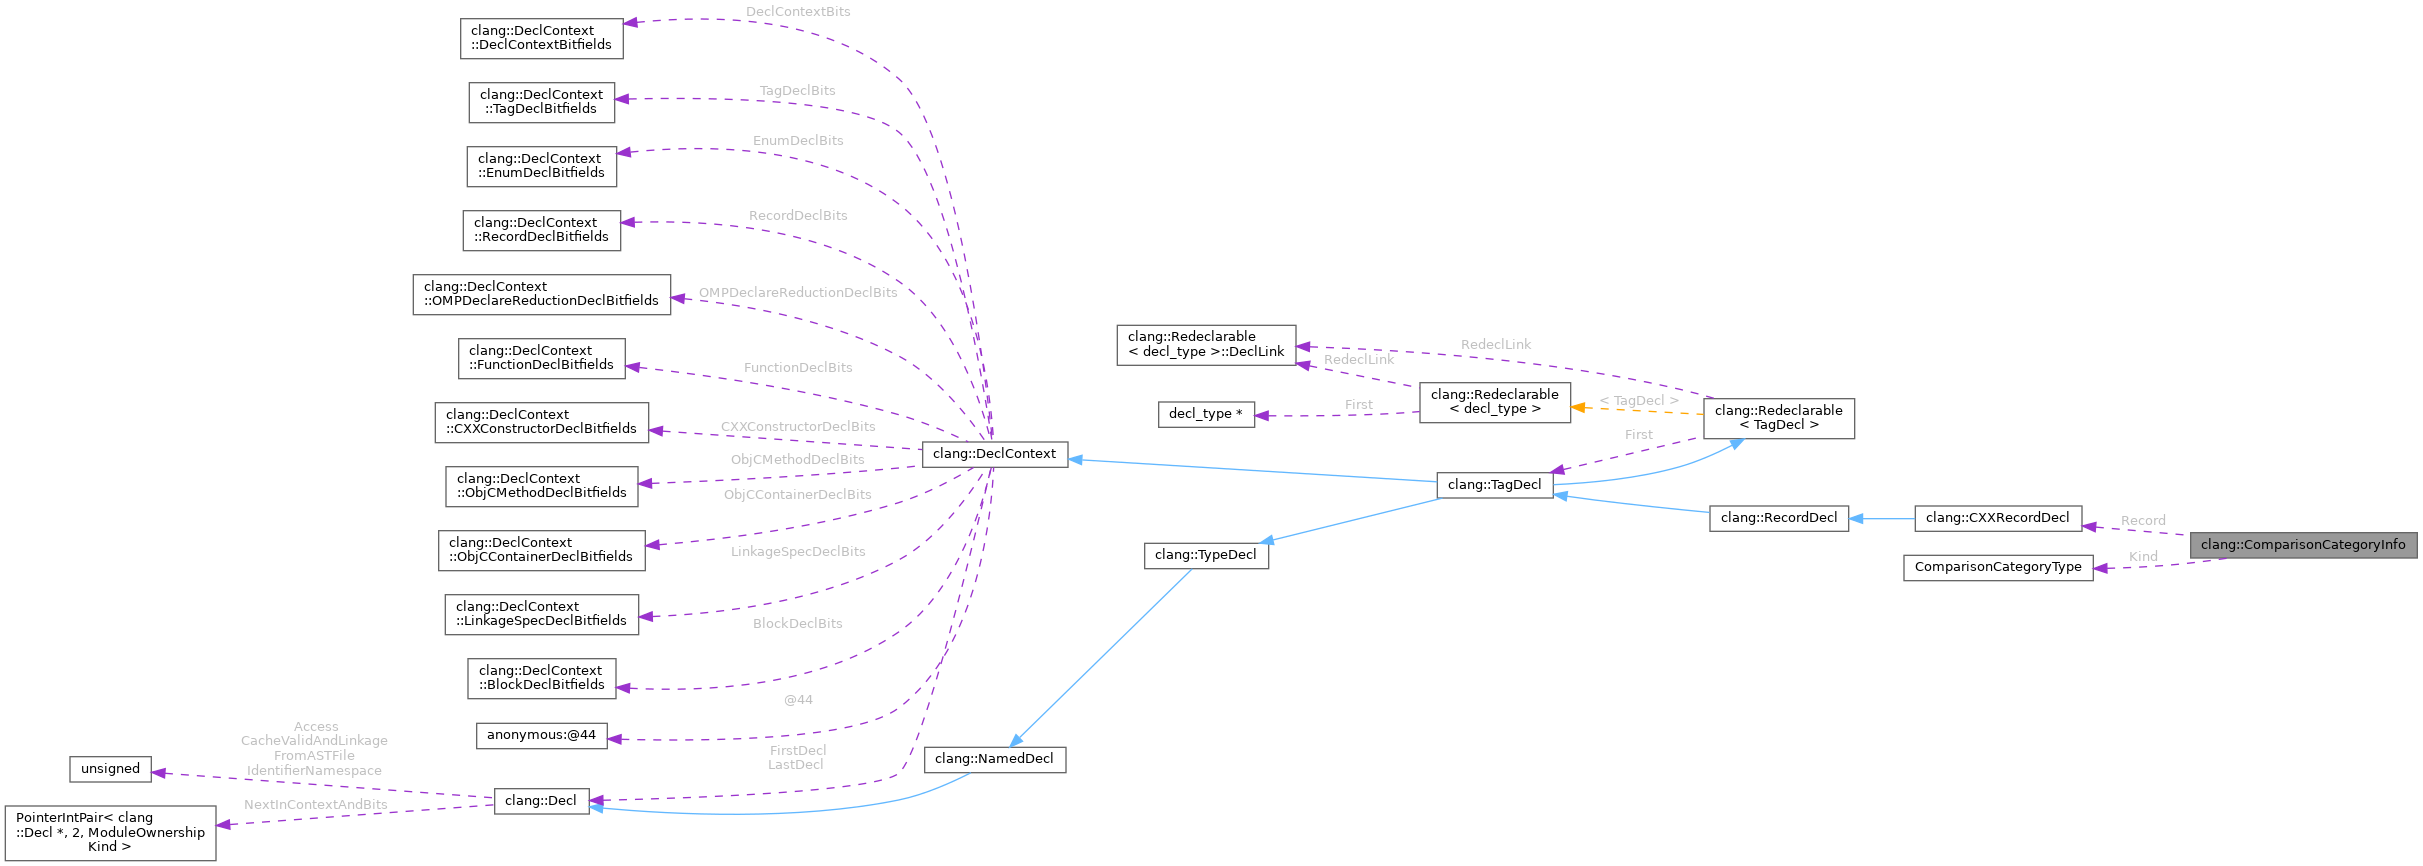 DeclContextBits
clang::DeclContext
::DeclContextBitfields
TagDeclBits
clang::DeclContext
::TagDeclBitfields
EnumDeclBits
clang::DeclContext
::EnumDeclBitfields
RecordDeclBits
clang::DeclContext
::RecordDeclBitfields
OMPDeclareReductionDeclBits
clang::DeclContext
::OMPDeclareReductionDeclBitfields
FunctionDeclBits
clang::DeclContext
::FunctionDeclBitfields
CXXConstructorDeclBits
clang::DeclContext
::CXXConstructorDeclBitfields
ObjCMethodDeclBits
clang::DeclContext
::ObjCMethodDeclBitfields
ObjCContainerDeclBits
clang::DeclContext
::ObjCContainerDeclBitfields
LinkageSpecDeclBits
clang::DeclContext
::LinkageSpecDeclBitfields
BlockDeclBits
clang::DeclContext
::BlockDeclBitfields
@44
anonymous:@44
FirstDecl
LastDecl
Access
CacheValidAndLinkage
FromASTFile
IdentifierNamespace
unsigned
NextInContextAndBits
PointerIntPair< clang
::Decl *, 2, ModuleOwnership
Kind >
clang::Decl
clang::DeclContext
clang::NamedDecl
clang::TypeDecl
clang::Redeclarable
< decl_type >::DeclLink
RedeclLink
RedeclLink
decl_type *
First
clang::Redeclarable
< decl_type >
< TagDecl >
First
clang::Redeclarable
< TagDecl >
clang::TagDecl
clang::RecordDecl
clang::CXXRecordDecl
Record
ComparisonCategoryType
Kind
clang::ComparisonCategoryInfo